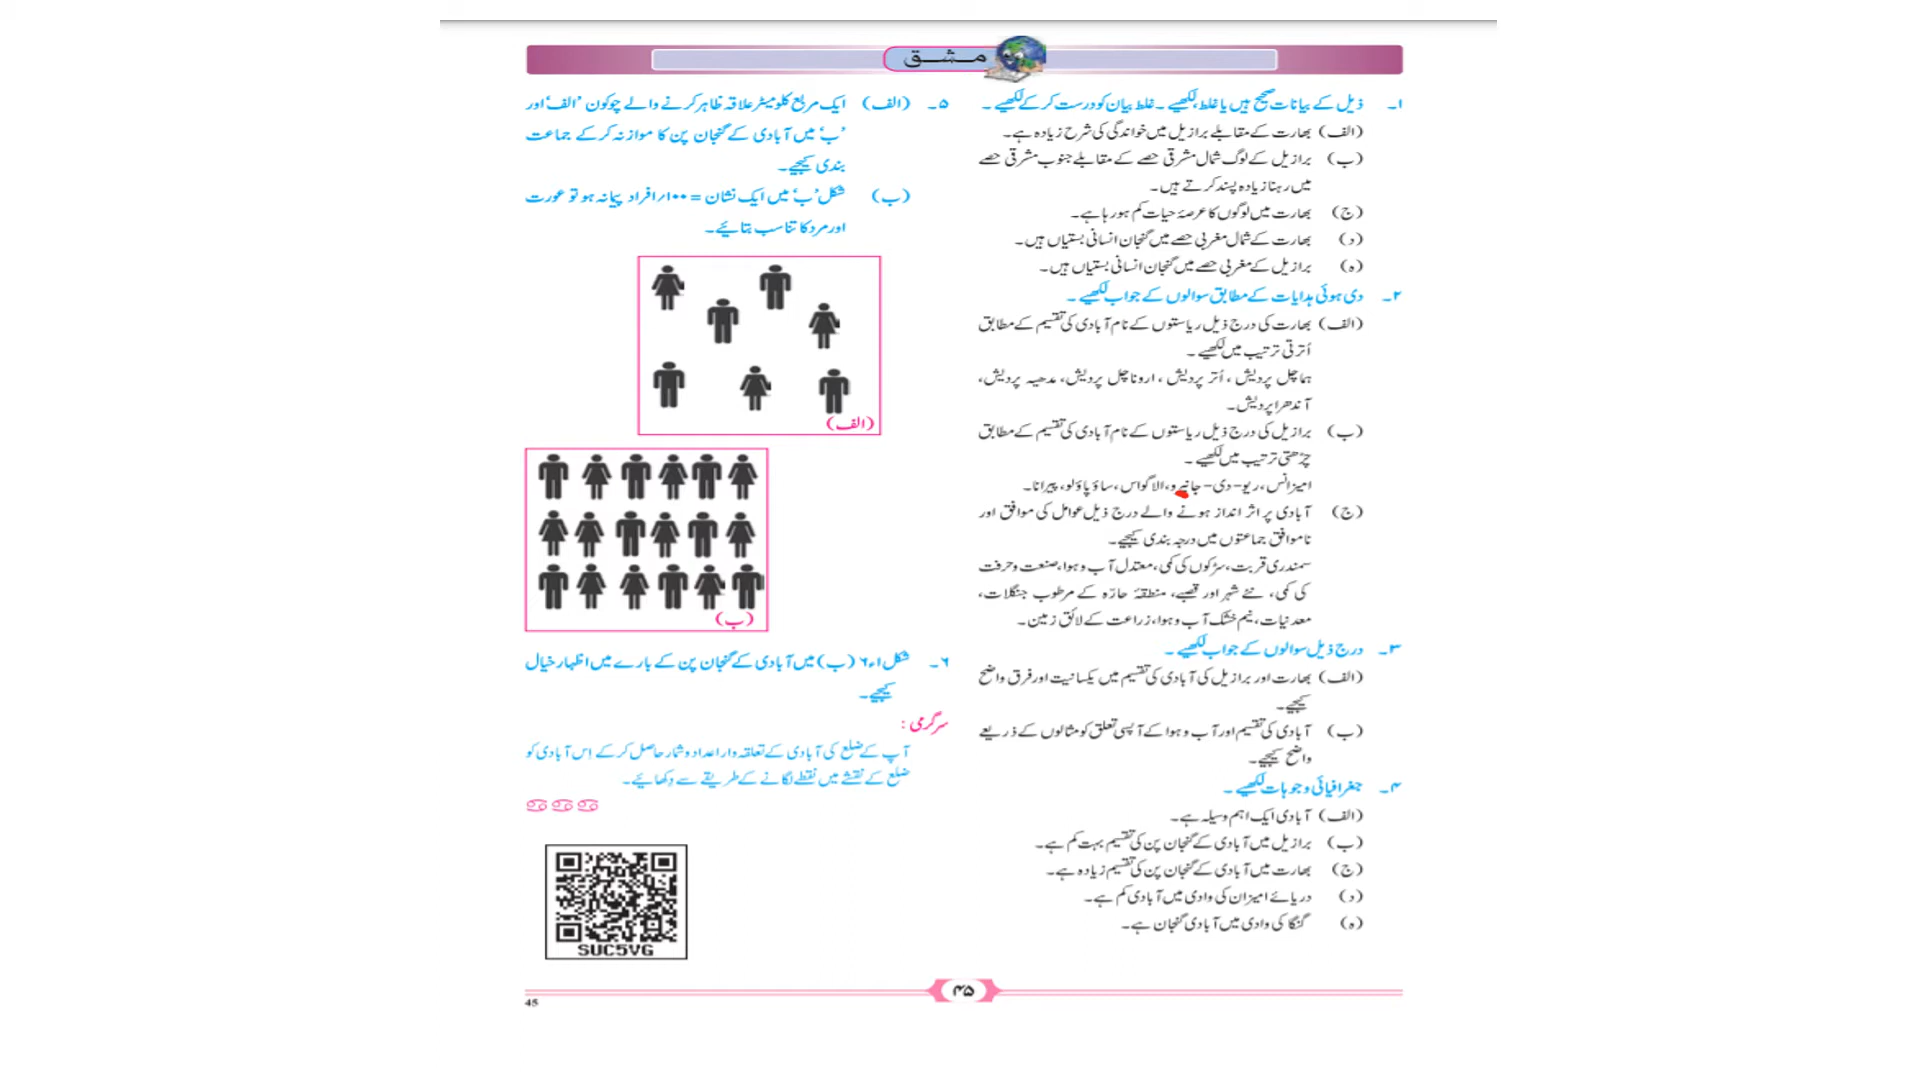 مشق
۱۔ ذیل کے بیانات صحیح ہیں یا غلط، لکھیے۔ غلط بیان کو درست کرکے لکھیے۔
(الف) بھارت کے مقابلے برازیل میں خواندگی کی شرح زیادہ ہے۔
(ب) برازیل کے لوگ شمال مشرقی حصے کے مقابلے جنوب مشرقی حصے
میں رہنا زیادہ پسند کرتے ہیں۔
(ج) بھارت میں لوگوں کا عرصۂ حیات کم ہو رہا ہے۔
(د) بھارت کے شمال مغربی حصے میں گنجان انسانی بستیاں ہیں۔
(ہ) برازیل کے مغربی حصے میں گنجان انسانی بستیاں ہیں۔
۲۔ دی ہوئی ہدایات کے مطابق سوالوں کے جواب لکھیے۔
(الف) بھارت کی درج ذیل ریاستوں کے نام آبادی کی تقسیم کے مطابق
اُترتی ترتیب میں لکھیے۔
ہماچل پردیش، اُتر پردیش، اروناچل پردیش، مدھیہ پردیش،
آندھرا پردیش۔
(ب) برازیل کی درج ذیل ریاستوں کے نام آبادی کی تقسیم کے مطابق
چڑھتی ترتیب میں لکھیے۔
امیزانس، ریو-دی-جانیرو، الاگواس، ساؤ پاؤلو، پیرانا۔
(ج) آبادی پر اثر انداز ہونے والے درج ذیل عوامل کی موافق اور
ناموافق جماعتوں میں درجہ بندی کیجیے۔
سمندری قربت، سڑکوں کی کمی، معتدل آب و ہوا، صنعت و حرفت
کی کمی، نئے شہر اور قصبے، منطقۂ حارّہ کے مرطوب جنگلات،
معدنیات، نیم خشک آب و ہوا، زراعت کے لائق زمین۔
۳۔ درج ذیل سوالوں کے جواب لکھیے۔
(الف) بھارت اور برازیل کی آبادی کی تقسیم میں یکسانیت اور فرق واضح
کیجیے۔
(ب) آبادی کی تقسیم اور آب و ہوا کے آپسی تعلق کو مثالوں کے ذریعے
واضح کیجیے۔
۴۔ جغرافیائی وجوہات لکھیے۔
(الف) آبادی ایک اہم وسیلہ ہے۔
(ب) برازیل میں آبادی کے گنجان پن کی تقسیم بہت کم ہے۔
(ج) بھارت میں آبادی کے گنجان پن کی تقسیم زیادہ ہے۔
(د) دریائے امیزان کی وادی میں آبادی کم ہے۔
(ہ) گنگا کی وادی میں آبادی گنجان ہے۔
۵۔ (الف) ایک مربع کلومیٹر علاقہ ظاہر کرنے والے چوکون 'الف' اور
'ب' میں آبادی کے گنجان پن کا موازنہ کرکے جماعت
بندی کیجیے۔
(ب) شکل 'ب' میں ایک نشان = ۱۰۰؍ افراد پیمانہ ہو تو عورت
اور مرد کا تناسب بتائیے۔
(الف)
(ب)
۶۔ شکل ۶ء۱ (ب) میں آبادی کے گنجان پن کے بارے میں اظہار خیال
کیجیے۔
سرگرمی:
آپ کے ضلع کی آبادی کے تعلقہ وار اعداد و شمار حاصل کرکے اِس آبادی کو
ضلع کے نقشے میں نقطے لگانے کے طریقے سے دِکھائیے۔
SUC5VG
۴۵
45